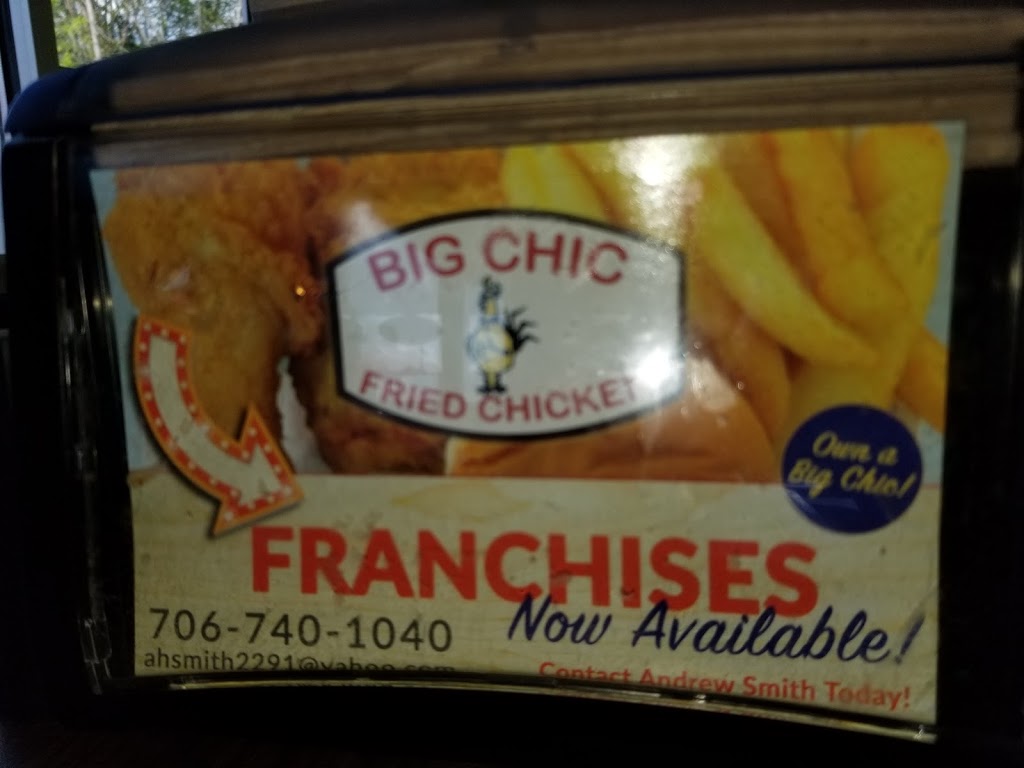 BIG CHIC
FRIED CHICKEN
Own a
Big Chic!
FRANCHISES
Now Available!
706-740-1040
ahsmith2291@yahoo.com
Contact Andrew Smith Today!